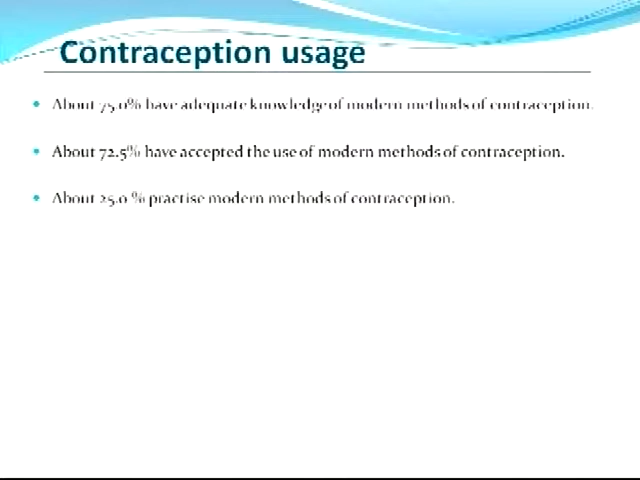 Contraception usage
About 75.0% have adequate knowledge of modern methods of contraception.
About 72.5% have accepted the use of modern methods of contraception.
About 25.0 % practise modern methods of contraception.